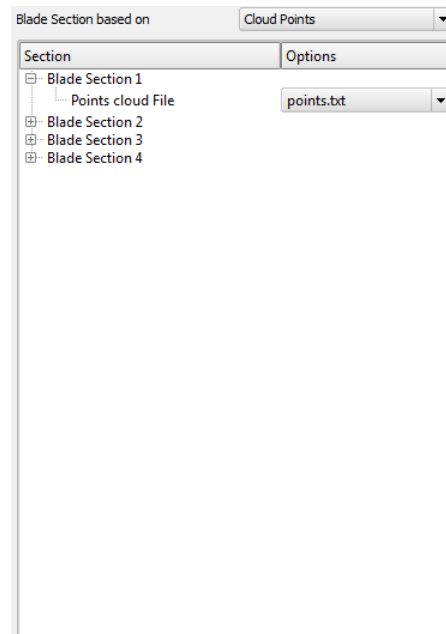 Blade Section based on Cloud Points
Section Options
Blade Section 1
Points cloud File points.txt
Blade Section 2
Blade Section 3
Blade Section 4